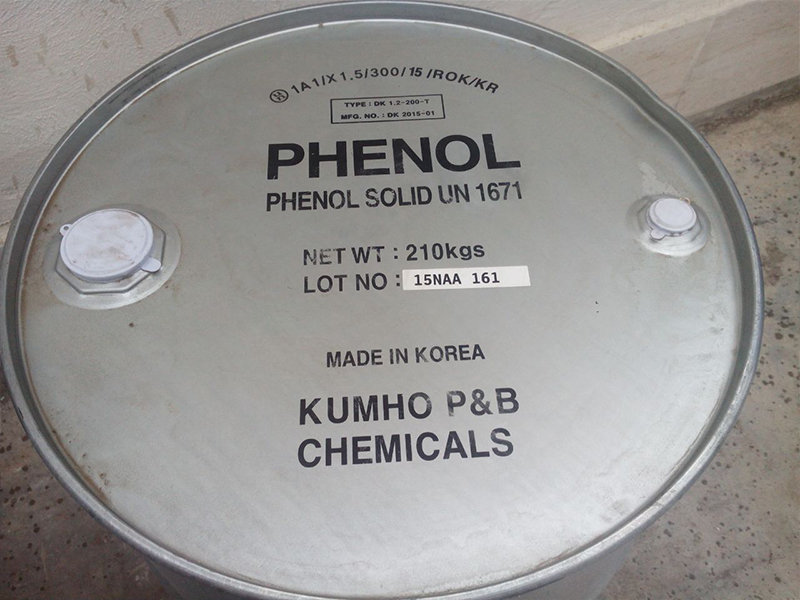 1A1/X1.5/300/15/ROK/KR
TYPE : DK 1.2-200-T
MFG. NO. : DK 2015-01
PHENOL
PHENOL SOLID UN 1671
NET WT : 210kgs
LOT NO : 15NAA 161
MADE IN KOREA
KUMHO P&B
CHEMICALS